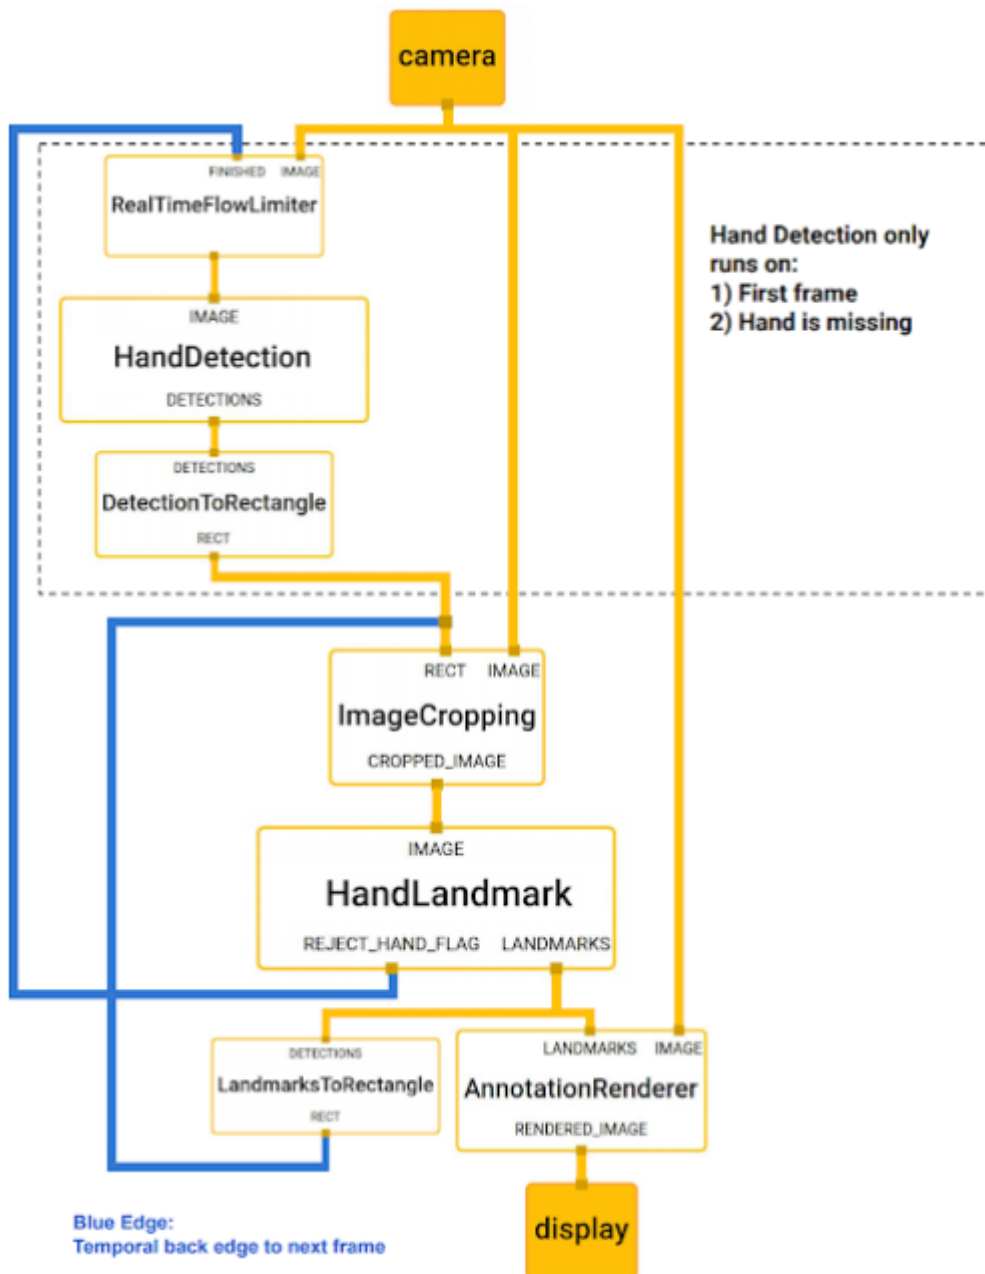 camera
FINISHED IMAGE
RealTimeFlowLimiter
Hand Detection only
runs on:
1) First frame
2) Hand is missing
IMAGE
HandDetection
DETECTIONS
DETECTIONS
DetectionToRectangle
RECT
RECT IMAGE
ImageCropping
CROPPED_IMAGE
IMAGE
HandLandmark
REJECT_HAND_FLAG LANDMARKS
DETECTIONS
LandmarksToRectangle
RECT
LANDMARKS IMAGE
AnnotationRenderer
RENDERED_IMAGE
display
Blue Edge:
Temporal back edge to next frame